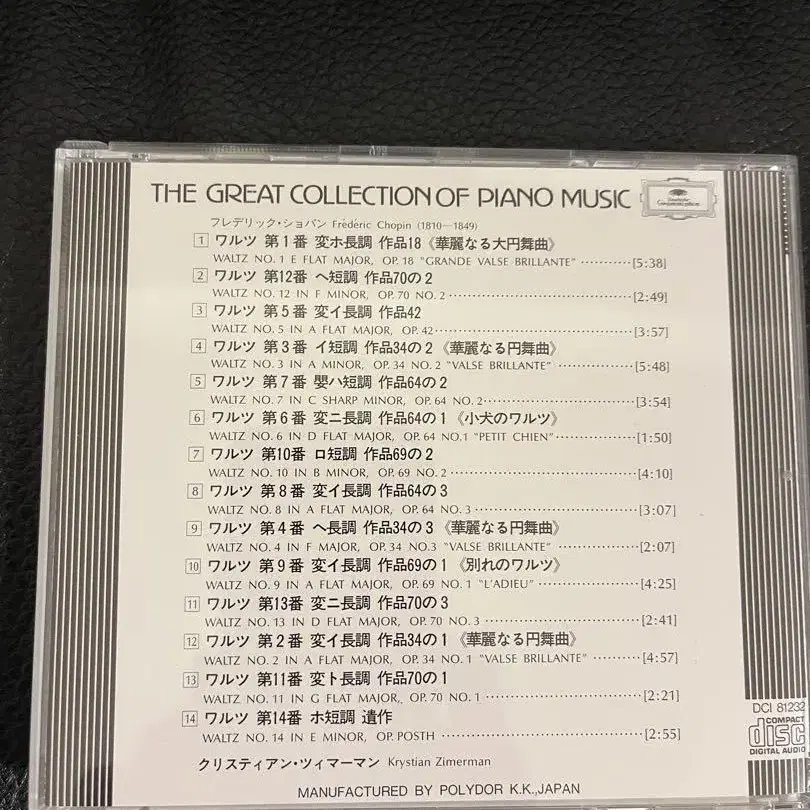 THE GREAT COLLECTION OF PIANO MUSIC
Deutsche Grammophon
フレデリック・ショパン Frédéric Chopin (1810—1849)
1 ワルツ 第1番 変ホ長調 作品18《華麗なる大円舞曲》
WALTZ NO. 1 E FLAT MAJOR, OP. 18 "GRANDE VALSE BRILLANTE" ··········[5:38]
2 ワルツ 第12番 ヘ短調 作品70の2
WALTZ NO. 12 IN F MINOR, OP. 70 NO. 2··········[2:49]
3 ワルツ 第5番 変イ長調 作品42
WALTZ NO. 5 IN A FLAT MAJOR, OP. 42··········[3:57]
4 ワルツ 第3番 イ短調 作品34の2《華麗なる円舞曲》
WALTZ NO. 3 IN A MINOR, OP. 34 NO. 2 "VALSE BRILLANTE" ··········[5:48]
5 ワルツ 第7番 嬰ハ短調 作品64の2
WALTZ NO. 7 IN C SHARP MINOR, OP. 64 NO. 2··········[3:54]
6 ワルツ 第6番 変ニ長調 作品64の1《小犬のワルツ》
WALTZ NO. 6 IN D FLAT MAJOR, OP. 64 NO.1 "PETIT CHIEN"··········[1:50]
7 ワルツ 第10番 ロ短調 作品69の2
WALTZ NO. 10 IN B MINOR, OP. 69 NO. 2··········[4:10]
8 ワルツ 第8番 変イ長調 作品64の3
WALTZ NO. 8 IN A FLAT MAJOR, OP. 64 NO. 3··········[3:07]
9 ワルツ 第4番 ヘ長調 作品34の3《華麗なる円舞曲》
WALTZ NO. 4 IN F MAJOR, OP. 34 NO.3 "VALSE BRILLANTE" ··········[2:07]
10 ワルツ 第9番 変イ長調 作品69の1《別れのワルツ》
WALTZ NO. 9 IN A FLAT MAJOR, OP. 69 NO. 1 "L'ADIEU" ··········[4:25]
11 ワルツ 第13番 変ニ長調 作品70の3
WALTZ NO. 13 IN D FLAT MAJOR, OP. 70 NO. 3··········[2:41]
12 ワルツ 第2番 変イ長調 作品34の1《華麗なる円舞曲》
WALTZ NO. 2 IN A FLAT MAJOR, OP. 34 NO. 1 "VALSE BRILLANTE" ··········[4:57]
13 ワルツ 第11番 変ト長調 作品70の1
WALTZ NO. 11 IN G FLAT MAJOR, OP. 70 NO. 1··········[2:21]
14 ワルツ 第14番 ホ短調 遺作
WALTZ NO. 14 IN E MINOR, OP. POSTH··········[2:55]
クリスティアン・ツィマーマン Krystian Zimerman
MANUFACTURED BY POLYDOR K.K.,JAPAN
DCI 81232
COMPACT
disc
DIGITAL AUDIO